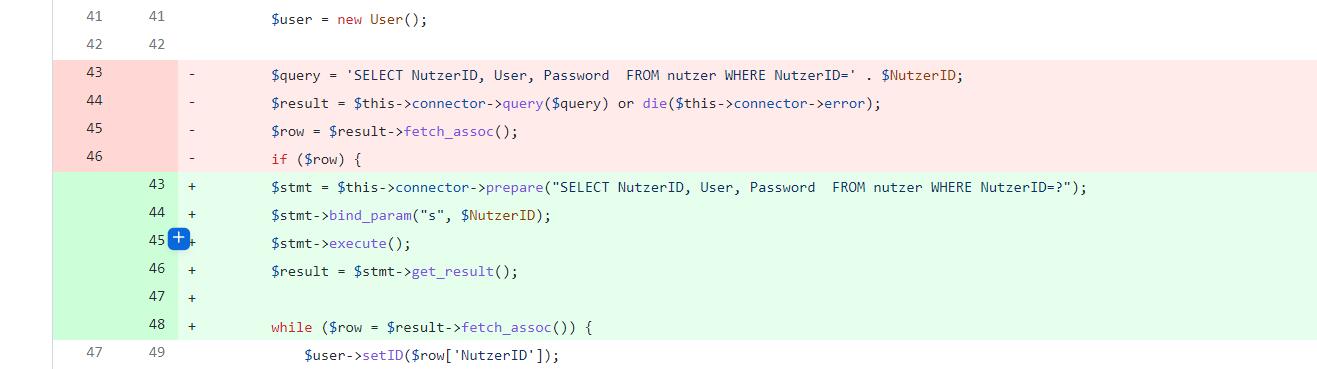 41 41 $user = new User();
42 42
43 - $query = 'SELECT NutzerID, User, Password  FROM nutzer WHERE NutzerID=' . $NutzerID;
44 - $result = $this->connector->query($query) or die($this->connector->error);
45 - $row = $result->fetch_assoc();
46 - if ($row) {
43 + $stmt = $this->connector->prepare("SELECT NutzerID, User, Password  FROM nutzer WHERE NutzerID=?");
44 + $stmt->bind_param("s", $NutzerID);
45 + $stmt->execute();
46 + $result = $stmt->get_result();
47 +
48 + while ($row = $result->fetch_assoc()) {
47 49 $user->setID($row['NutzerID']);